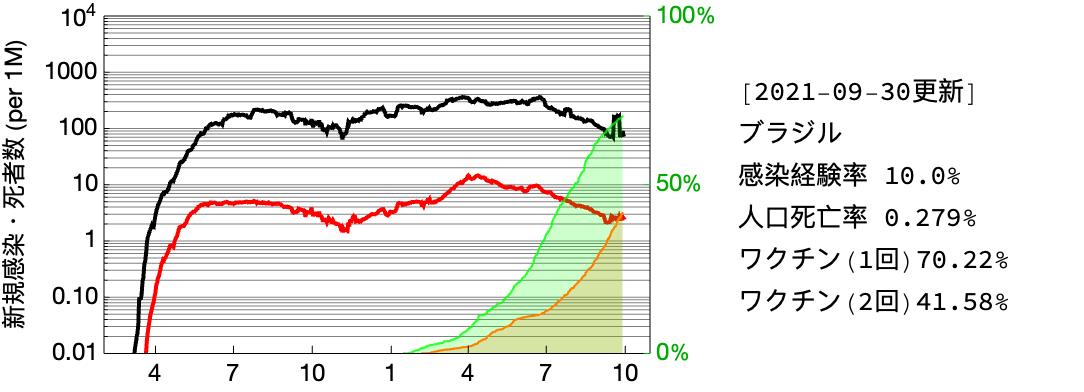 新規感染・死者数 (per 1M)
10⁴
1000
100
10
1
0.10
0.01
100%
50%
0%
4 7 10 1 4 7 10
[2021-09-30更新]
ブラジル
感染経験率 10.0%
人口死亡率 0.279%
ワクチン(1回)70.22%
ワクチン(2回)41.58%